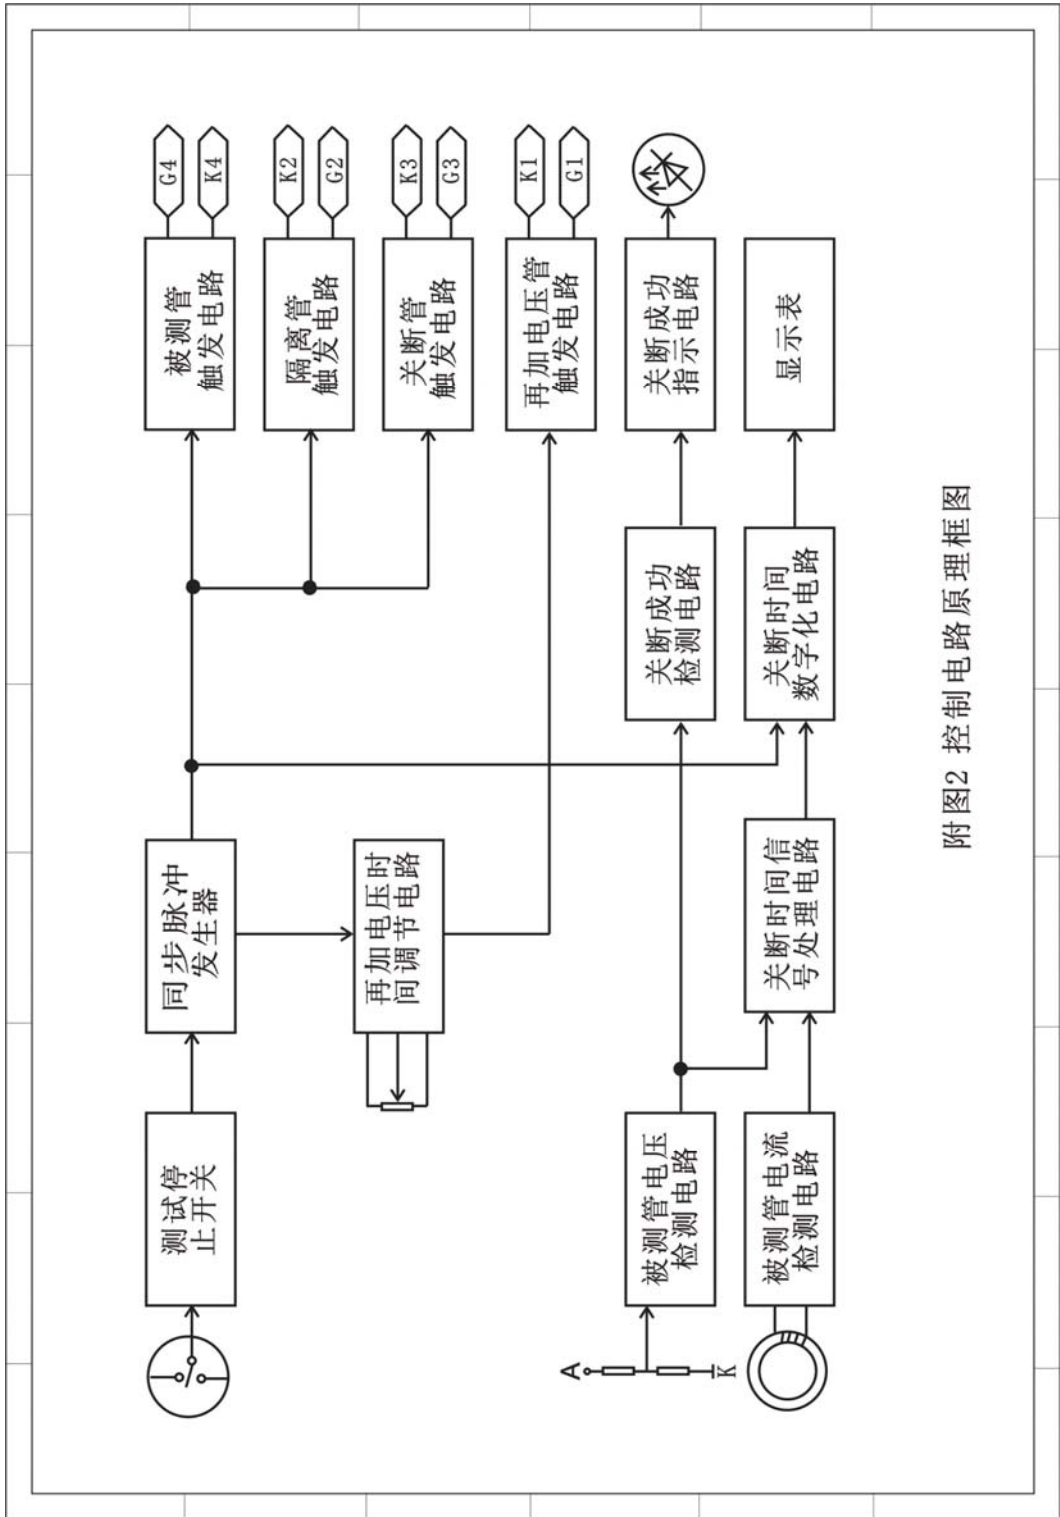 G4
K4
被测管
触发电路
K2
G2
隔离管
触发电路
K3
G3
关断管
触发电路
K1
G1
再加电压管
触发电路
关断成功
指示电路
显示表
关断成功
检测电路
关断时间
数字化电路
同步脉冲
发生器
再加电压时
间调节电路
关断时间信
号处理电路
测试停
止开关
被测管电压
检测电路
被测管电流
检测电路
A
K
附图2 控制电路原理框图